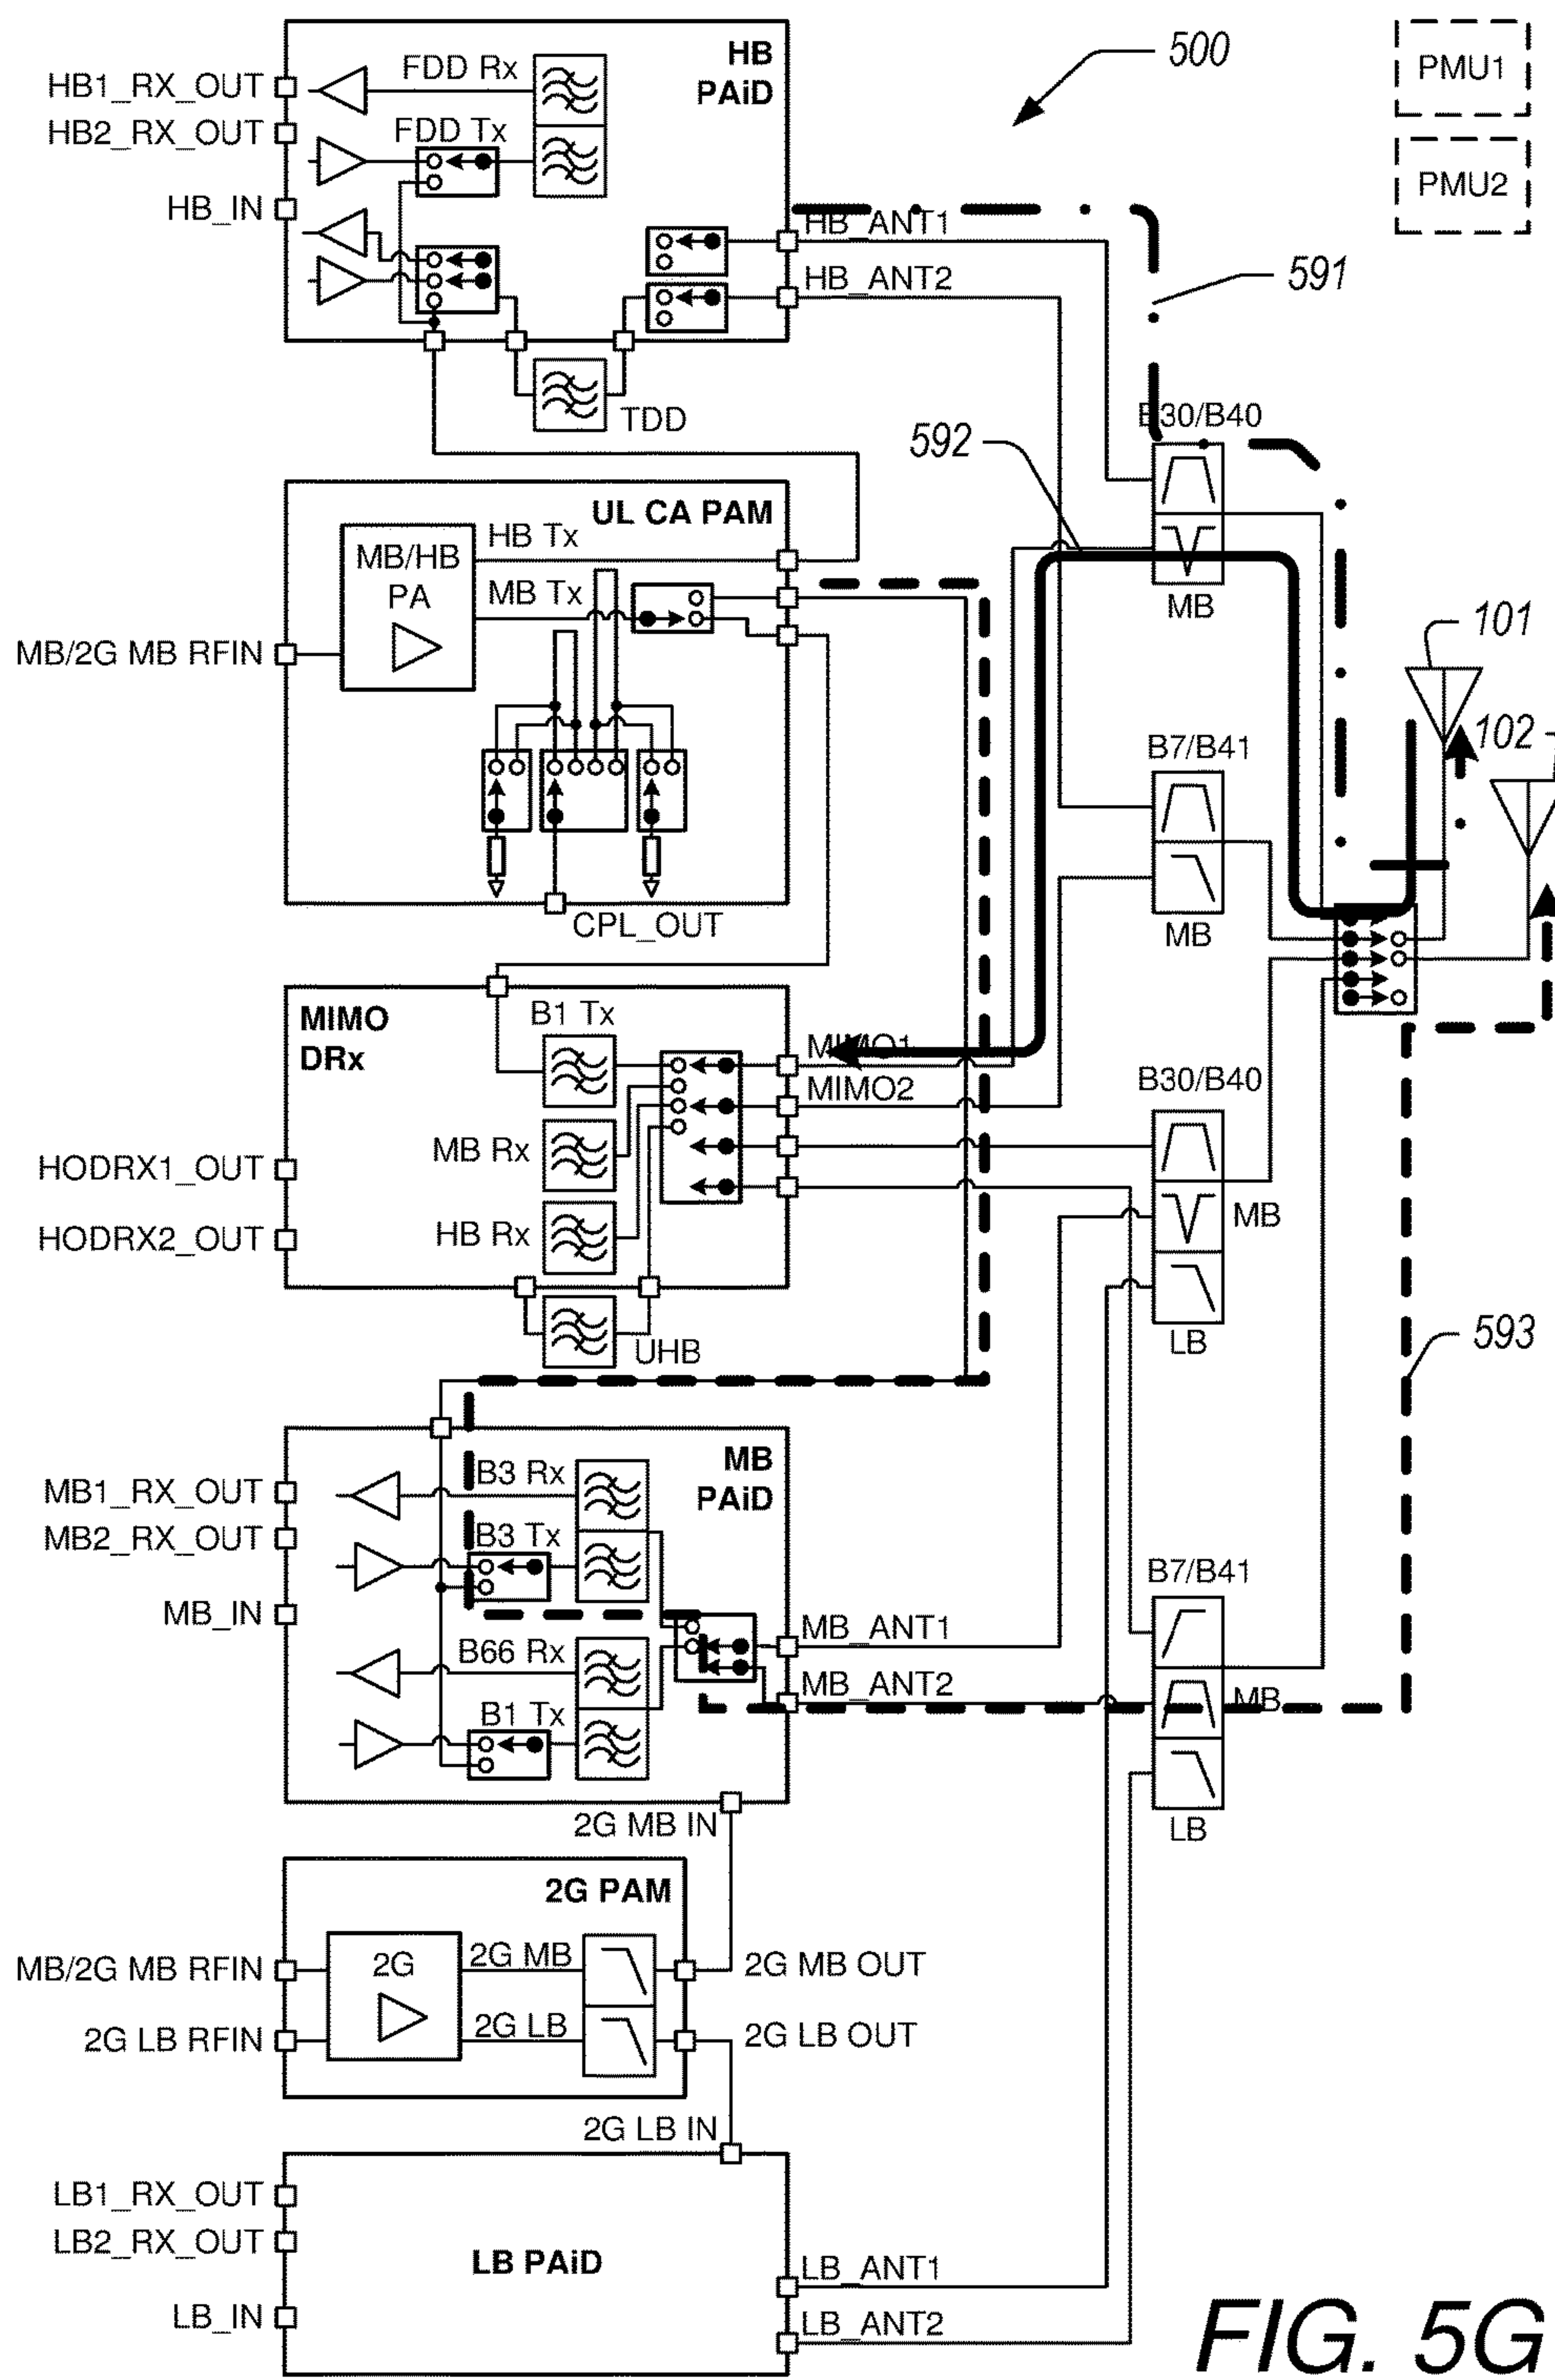 HB
PAiD
500
PMU1
PMU2
HB1_RX_OUT
FDD Rx
HB2_RX_OUT
FDD Tx
HB_IN
HB_ANT1
HB_ANT2
591
TDD
B30/B40
592
UL CA PAM
MB/HB
PA
HB Tx
MB Tx
MB
101
MB/2G MB RFIN
102
B7/B41
MB
CPL_OUT
MIMO
DRx
B1 Tx
MIMO1
MIMO2
B30/B40
MB Rx
HODRX1_OUT
HB Rx
HODRX2_OUT
MB
LB
593
UHB
MB
PAiD
MB1_RX_OUT
B3 Rx
MB2_RX_OUT
B3 Tx
MB_IN
B7/B41
MB_ANT1
B66 Rx
MB_ANT2
MB
B1 Tx
LB
2G MB IN
2G PAM
MB/2G MB RFIN
2G
2G MB
2G MB OUT
2G LB RFIN
2G LB
2G LB OUT
2G LB IN
LB1_RX_OUT
LB2_RX_OUT
LB PAiD
LB_IN
LB_ANT1
LB_ANT2
FIG. 5G